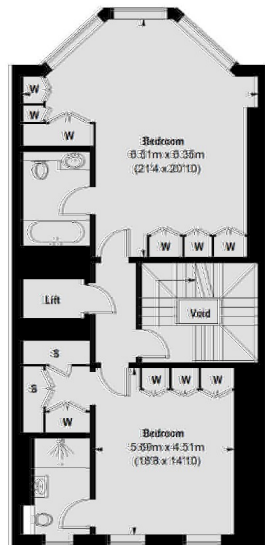 W
W
W
Bedroom
6.51m x 6.35m
(21'4 x 20'10)
W W W
Lift
Void
S
S
W W W
W
Bedroom
5.69m x 4.51m
(18'8 x 14'10)